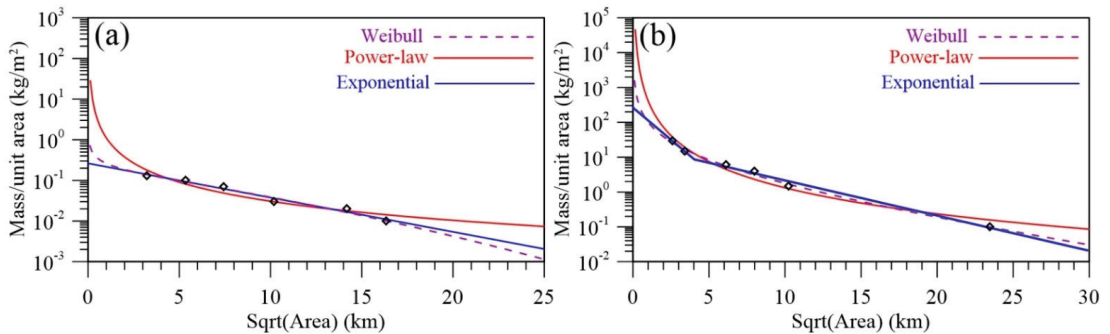 (a)
Weibull
Power-law
Exponential
Mass/unit area (kg/m²)
10³
10²
10¹
10⁰
10⁻¹
10⁻²
10⁻³
0 5 10 15 20 25
Sqrt(Area) (km)
(b)
Weibull
Power-law
Exponential
Mass/unit area (kg/m²)
10⁵
10⁴
10³
10²
10¹
10⁰
10⁻¹
10⁻²
0 5 10 15 20 25 30
Sqrt(Area) (km)